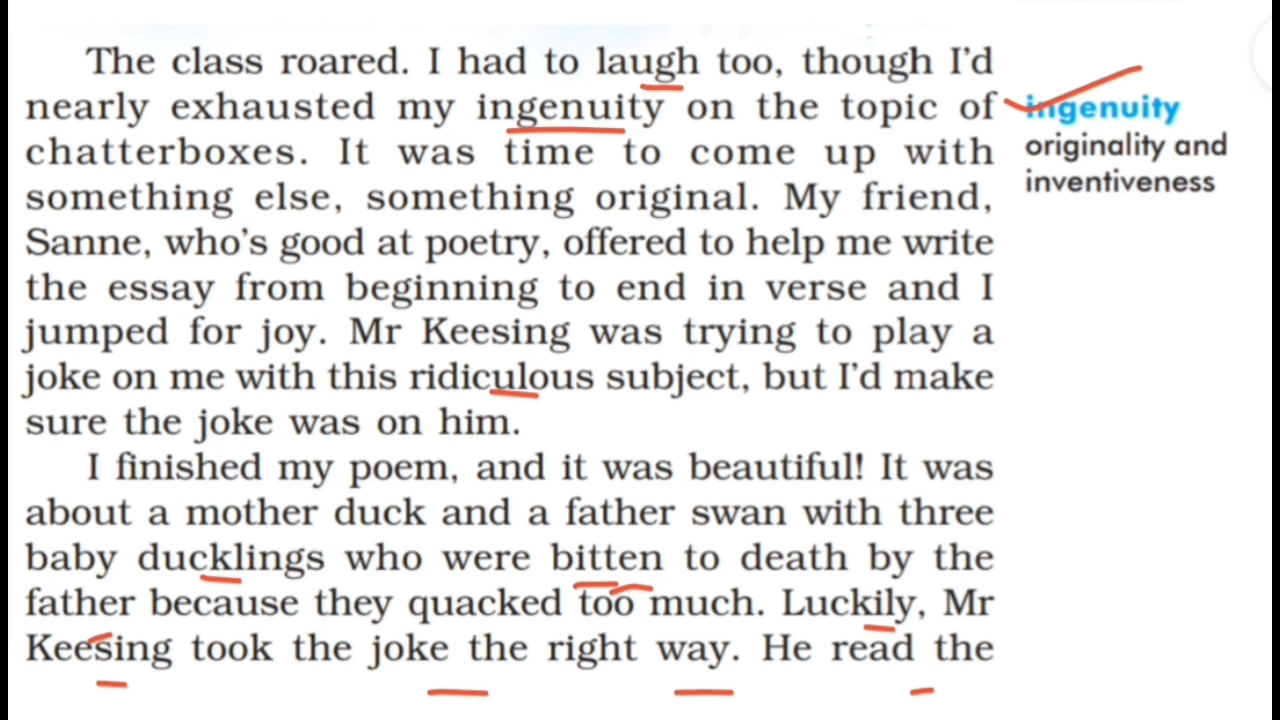 The class roared. I had to laugh too, though I'd
nearly exhausted my ingenuity on the topic of
chatterboxes. It was time to come up with
something else, something original. My friend,
Sanne, who's good at poetry, offered to help me write
the essay from beginning to end in verse and I
jumped for joy. Mr Keesing was trying to play a
joke on me with this ridiculous subject, but I'd make
sure the joke was on him.
I finished my poem, and it was beautiful! It was
about a mother duck and a father swan with three
baby ducklings who were bitten to death by the
father because they quacked too much. Luckily, Mr
Keesing took the joke the right way. He read the
ingenuity
originality and
inventiveness